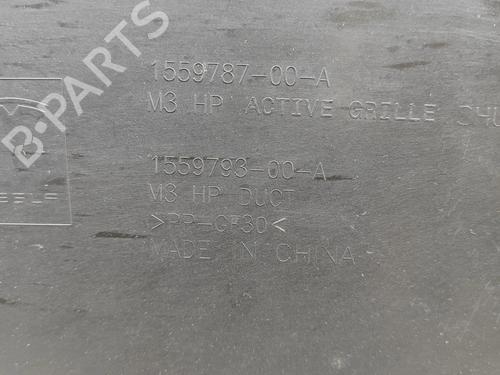 B-PARTS
1559787-00-A
M3 HP ACTIVE GRILLE
1559793-00-A
M3 HP DUCT
>PP-GF30<
MADE IN CHINA